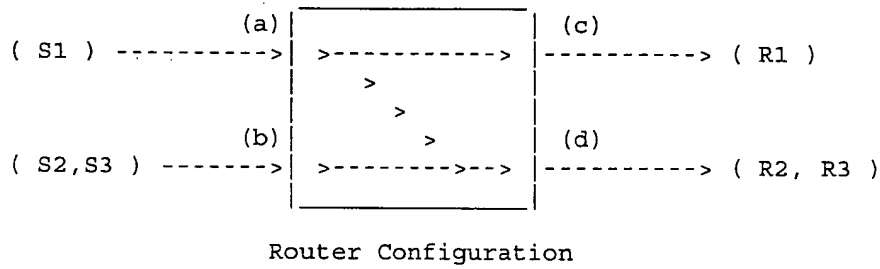 (a) (c)
( S1 ) ---------->| >-----------> |----------> ( R1 )
>
>
(b) > (d)
( S2,S3 ) ------->| >--------->--> |----------> ( R2, R3 )
Router Configuration